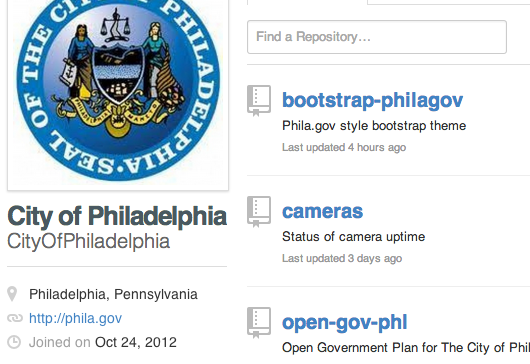 SEAL OF THE CITY OF PHILADELPHIA
City of Philadelphia
CityOfPhiladelphia
Philadelphia, Pennsylvania
http://phila.gov
Joined on Oct 24, 2012
Find a Repository…
bootstrap-philagov
Phila.gov style bootstrap theme
Last updated 4 hours ago
cameras
Status of camera uptime
Last updated 3 days ago
open-gov-phl
Open Government Plan for The City of Phil